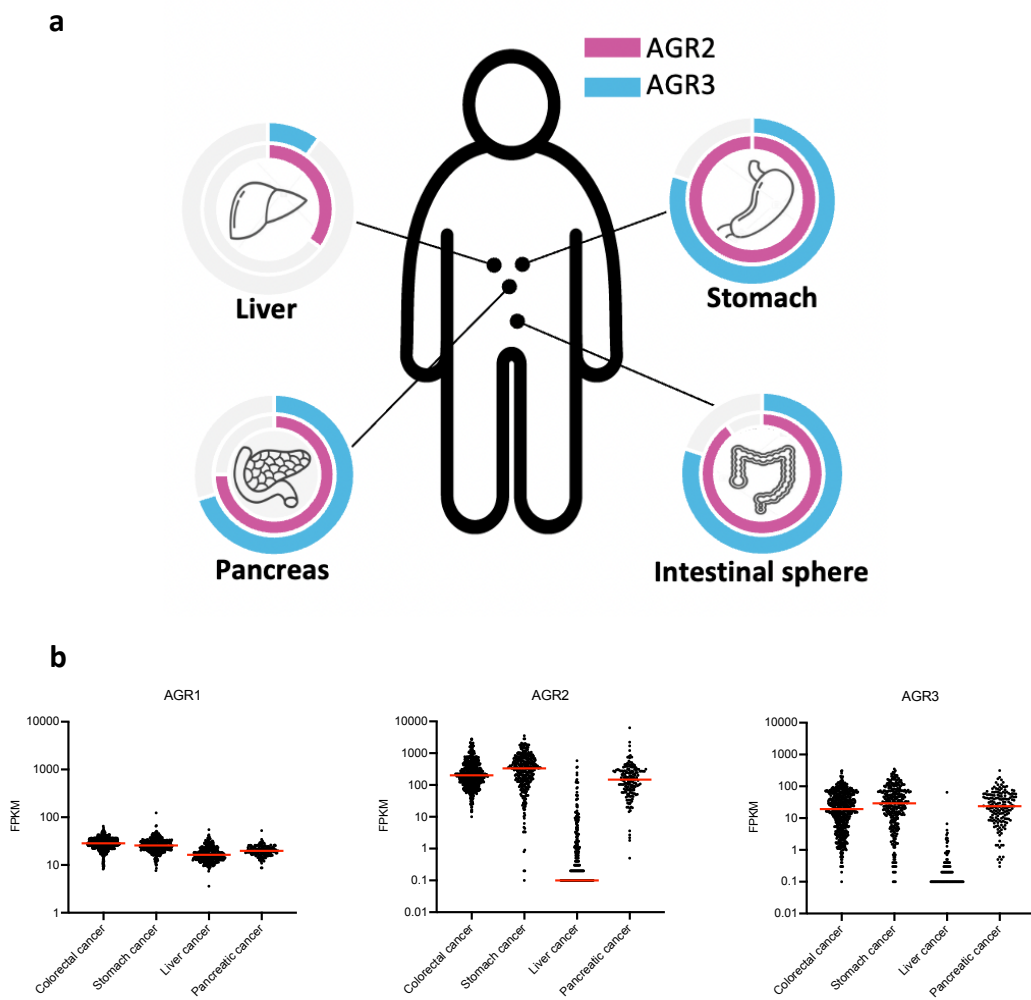 a
AGR2
AGR3
Liver
Stomach
Pancreas
Intestinal sphere
b
AGR1
FPKM
10000
1000
100
10
1
Colorectal cancer
Stomach cancer
Liver cancer
Pancreatic cancer
AGR2
FPKM
10000
1000
100
10
1
0.1
0.01
Colorectal cancer
Stomach cancer
Liver cancer
Pancreatic cancer
AGR3
FPKM
10000
1000
100
10
1
0.1
0.01
Colorectal cancer
Stomach cancer
Liver cancer
Pancreatic cancer